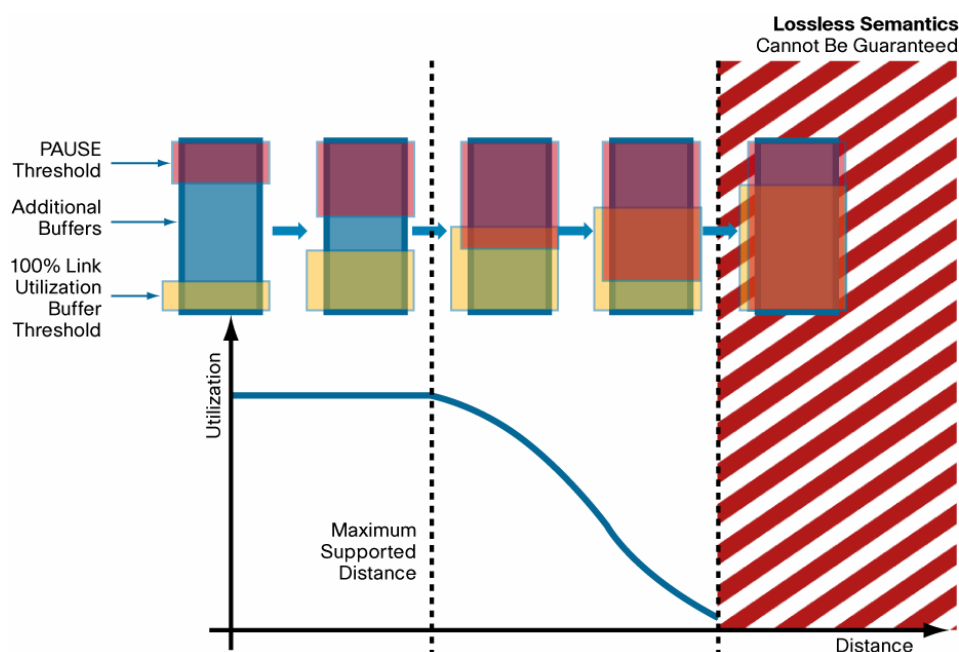 Lossless Semantics
Cannot Be Guaranteed
PAUSE
Threshold
Additional
Buffers
100% Link
Utilization
Buffer
Threshold
Utilization
Maximum
Supported
Distance
Distance